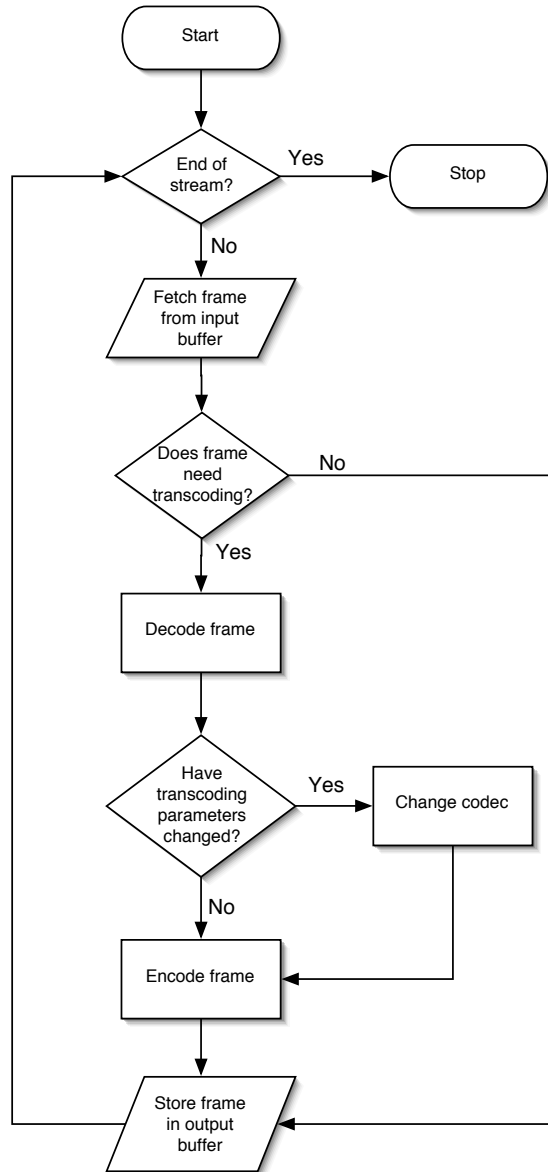 Start
End of
stream?
Yes
Stop
No
Fetch frame
from input
buffer
Does frame
need
transcoding?
No
Yes
Decode frame
Have
transcoding
parameters
changed?
Yes
Change codec
No
Encode frame
Store frame
in output
buffer